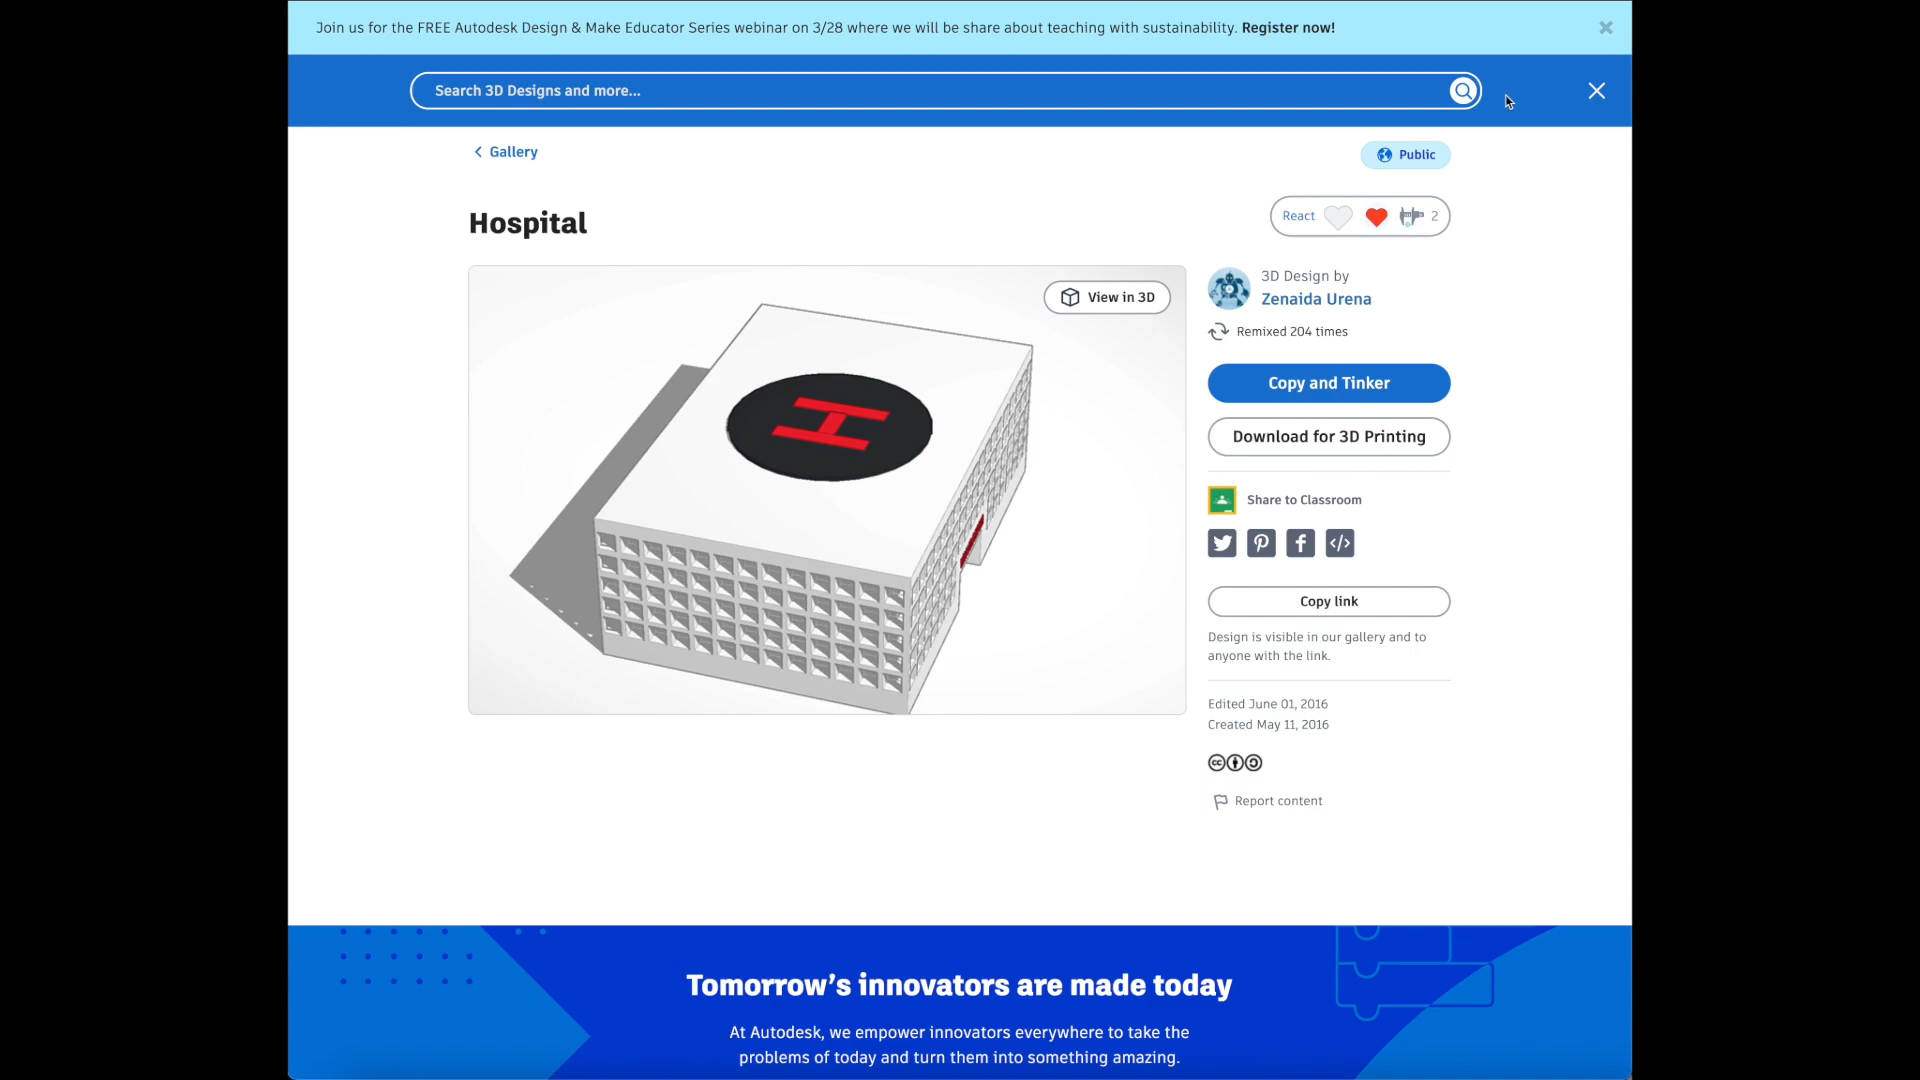 Join us for the FREE Autodesk Design & Make Educator Series webinar on 3/28 where we will be share about teaching with sustainability. Register now!
Search 3D Designs and more...
Gallery
Public
Hospital
React
2
View in 3D
H
3D Design by
Zenaida Urena
Remixed 204 times
Copy and Tinker
Download for 3D Printing
Share to Classroom
Copy link
Design is visible in our gallery and to
anyone with the link.
Edited June 01, 2016
Created May 11, 2016
Report content
Tomorrow's innovators are made today
At Autodesk, we empower innovators everywhere to take the
problems of today and turn them into something amazing.